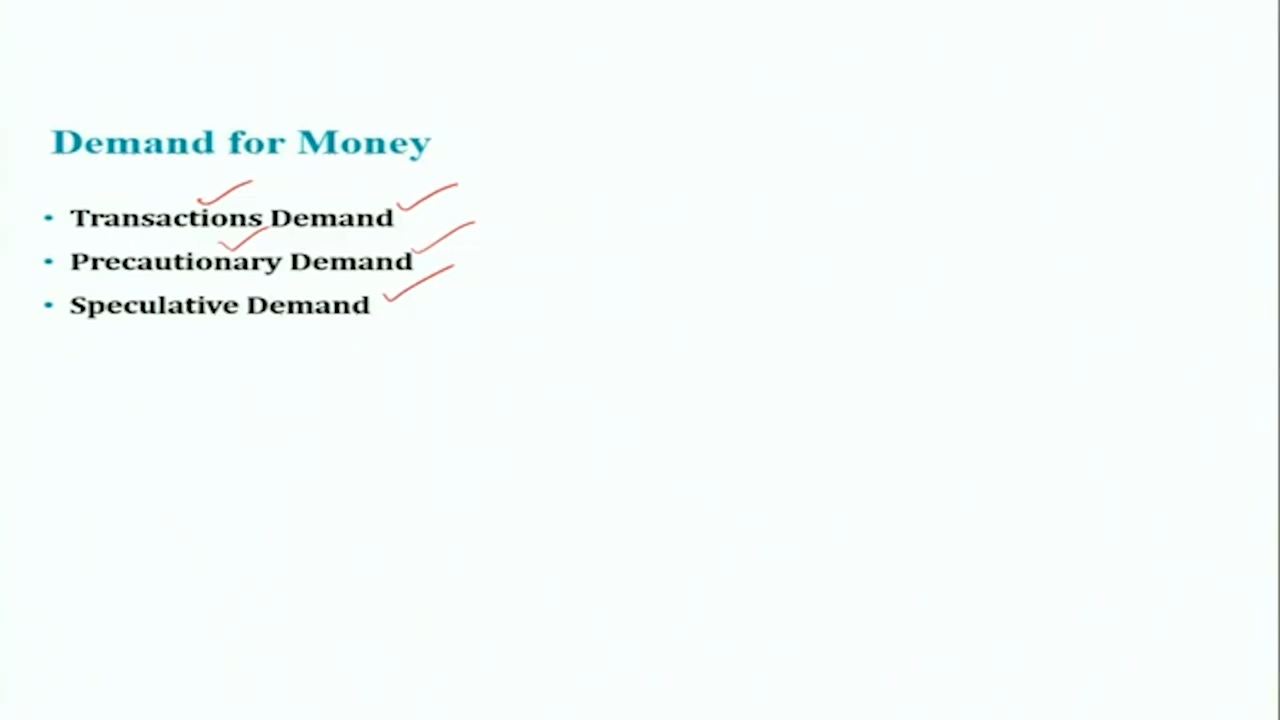 Demand for Money
• Transactions Demand
• Precautionary Demand
• Speculative Demand